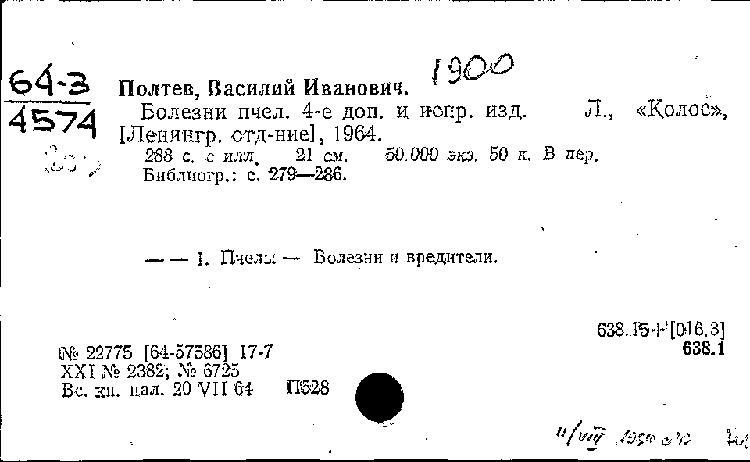 1900
64-3
4574
Полтев, Василий Иванович.
Болезни пчел. 4-е доп. и испр. изд. Л., «Колос»,
[Ленингр. отд-ние], 1964.
288 с. с илл. 21 см. 50.000 экз. 50 к. В пер.
Библиогр.: с. 279—286.
— — 1. Пчелы — Болезни и вредители.
638.15+[016.3]
638.1
№ 22775 [64-57586] 17-7
XXI № 2382; № 6725
Вс. кн. пал. 20 VII 64 П528
11/VIII